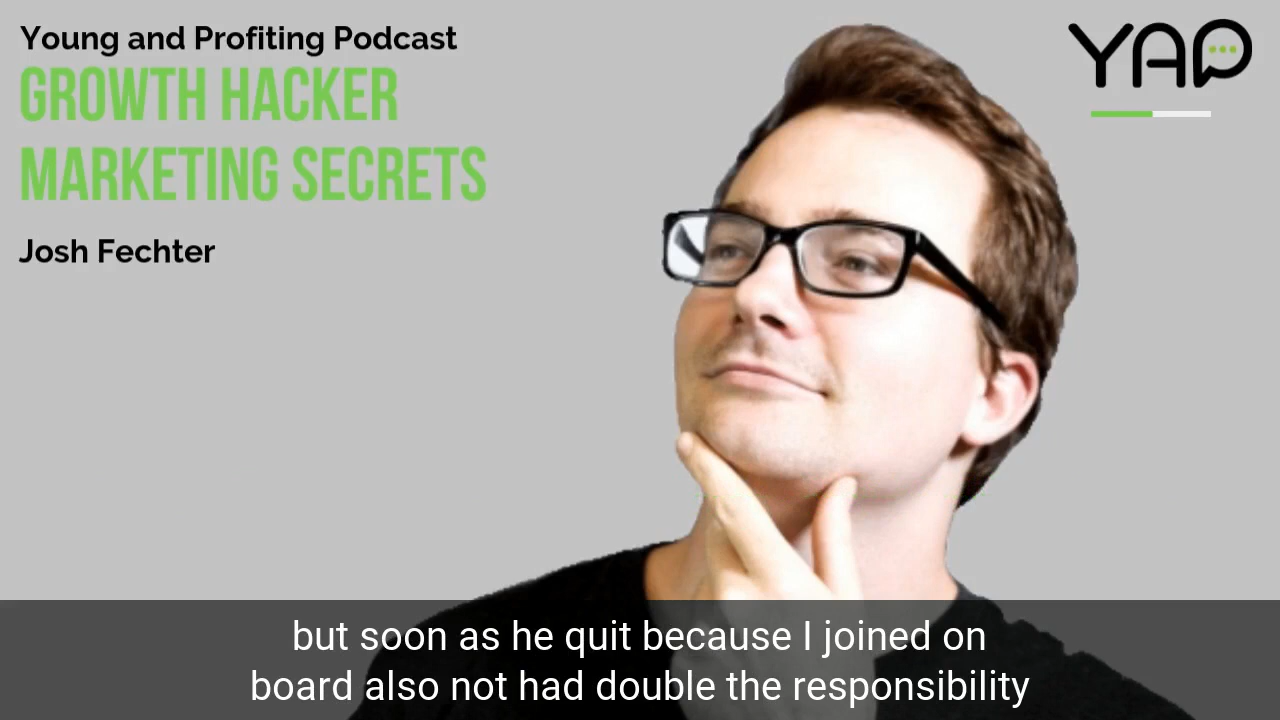 Young and Profiting Podcast
GROWTH HACKER
MARKETING SECRETS
Josh Fechter
YAP
but soon as he quit because I joined on
board also not had double the responsibility